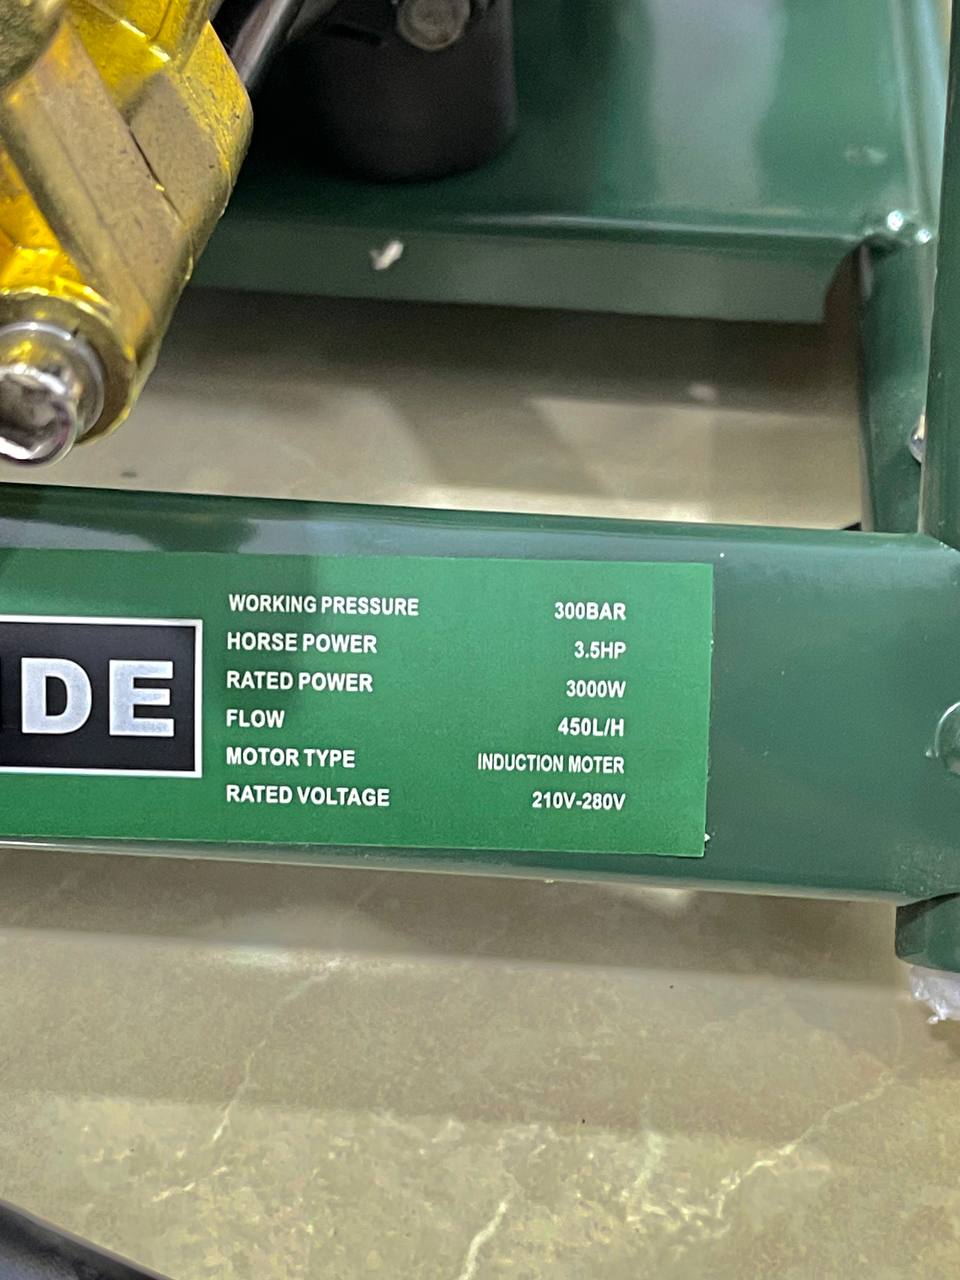 DE
WORKING PRESSURE 300BAR
HORSE POWER 3.5HP
RATED POWER 3000W
FLOW 450L/H
MOTOR TYPE INDUCTION MOTER
RATED VOLTAGE 210V-280V